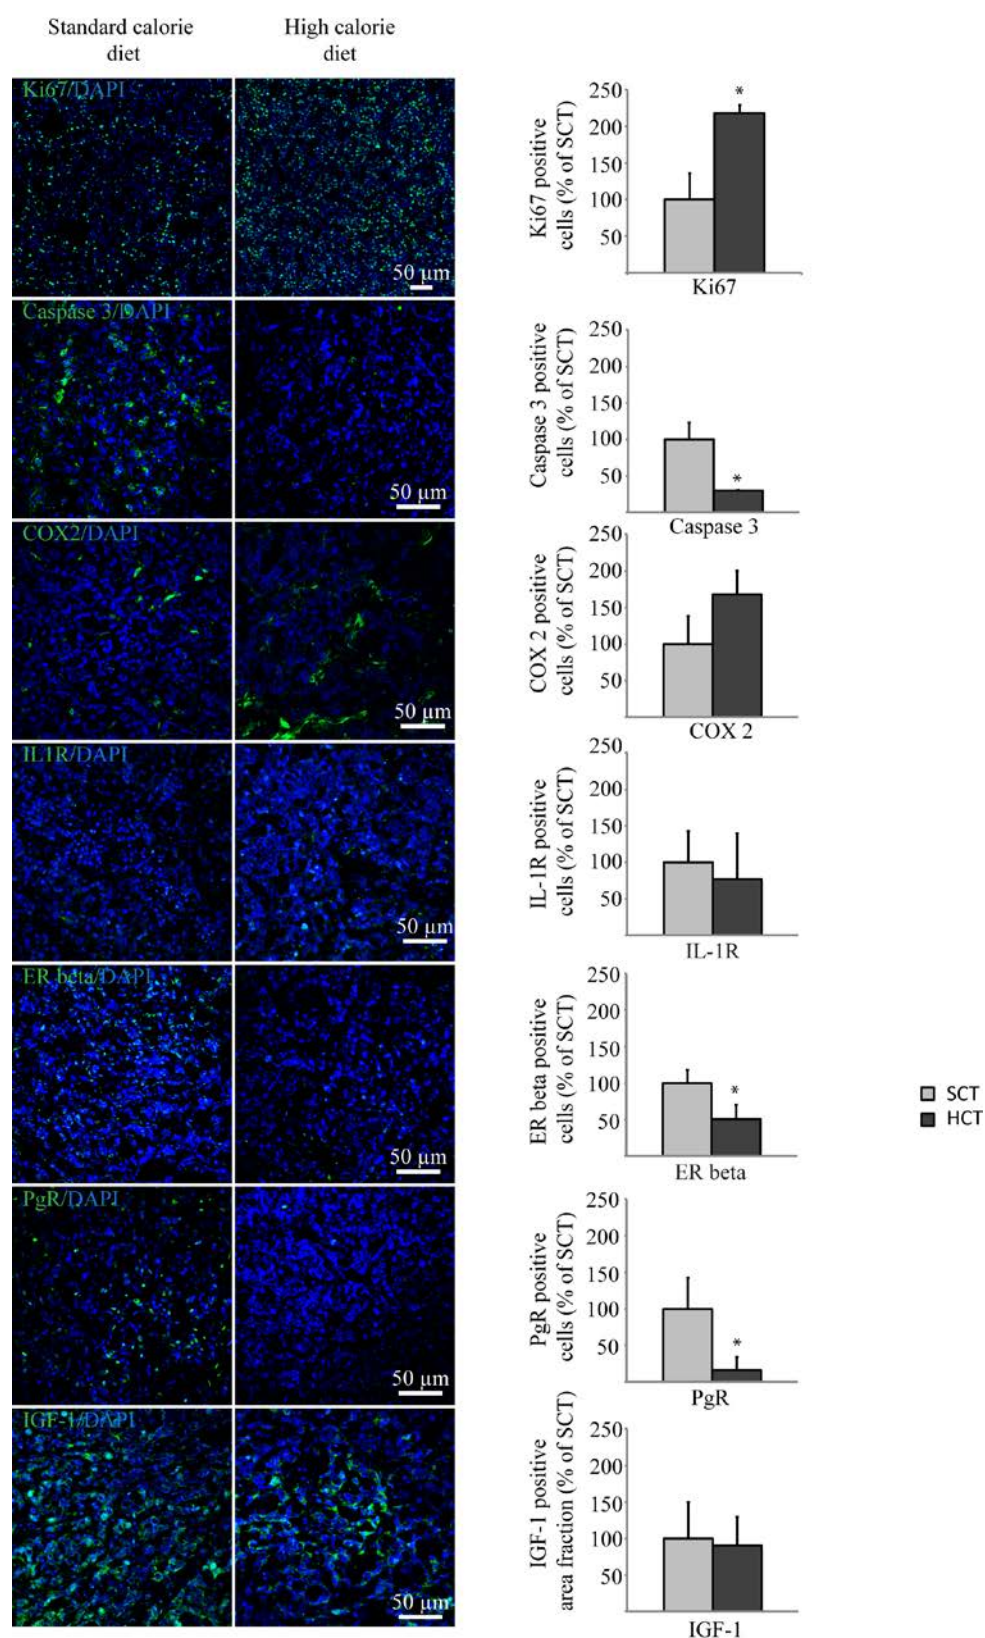 Standard calorie
diet
High calorie
diet
Ki67/DAPI
50 µm
Ki67 positive
cells (% of SCT)
250
200
150
100
50
*
Ki67
Caspase 3/DAPI
50 µm
Caspase 3 positive
cells (% of SCT)
250
200
150
100
50
*
Caspase 3
COX2/DAPI
50 µm
COX 2 positive
cells (% of SCT)
250
200
150
100
50
COX 2
IL1R/DAPI
50 µm
IL-1R positive
cells (% of SCT)
250
200
150
100
50
IL-1R
ER beta/DAPI
50 µm
ER beta positive
cells (% of SCT)
250
200
150
100
50
*
ER beta
SCT
HCT
PgR/DAPI
50 µm
PgR positive
cells (% of SCT)
250
200
150
100
50
*
PgR
IGF-1/DAPI
50 µm
IGF-1 positive
area fraction (% of SCT)
250
200
150
100
50
IGF-1